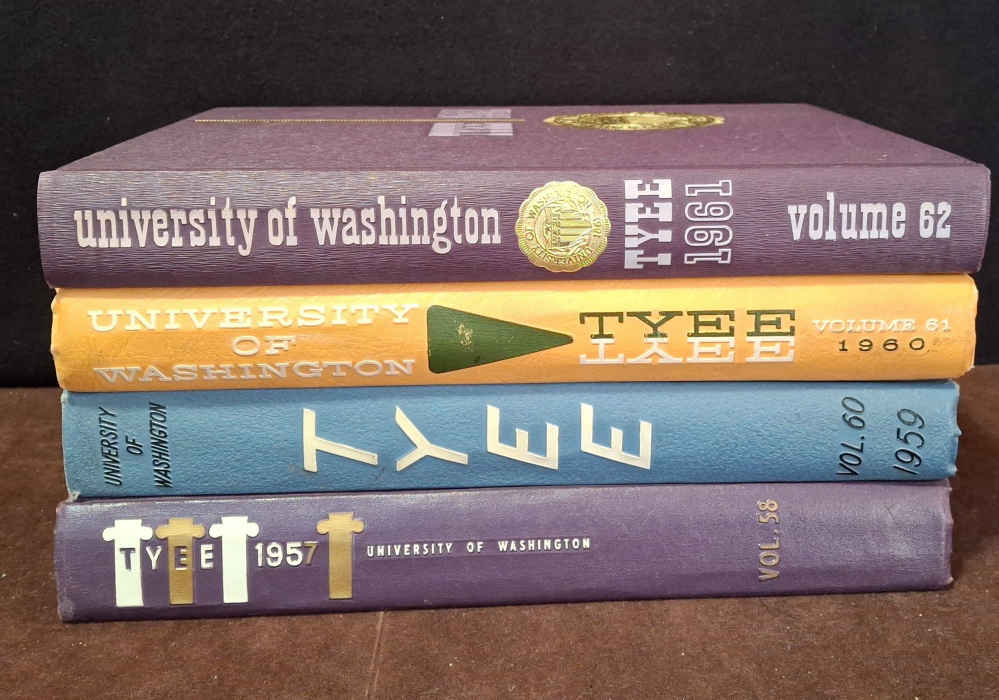 university of washington
TYEE
1961
volume 62
UNIVERSITY
OF
WASHINGTON
TYEE
TYEE
VOLUME 61
1960
UNIVERSITY
OF
WASHINGTON
TYEE
VOL. 60
1959
TYEE 1957 UNIVERSITY OF WASHINGTON
VOL. 58